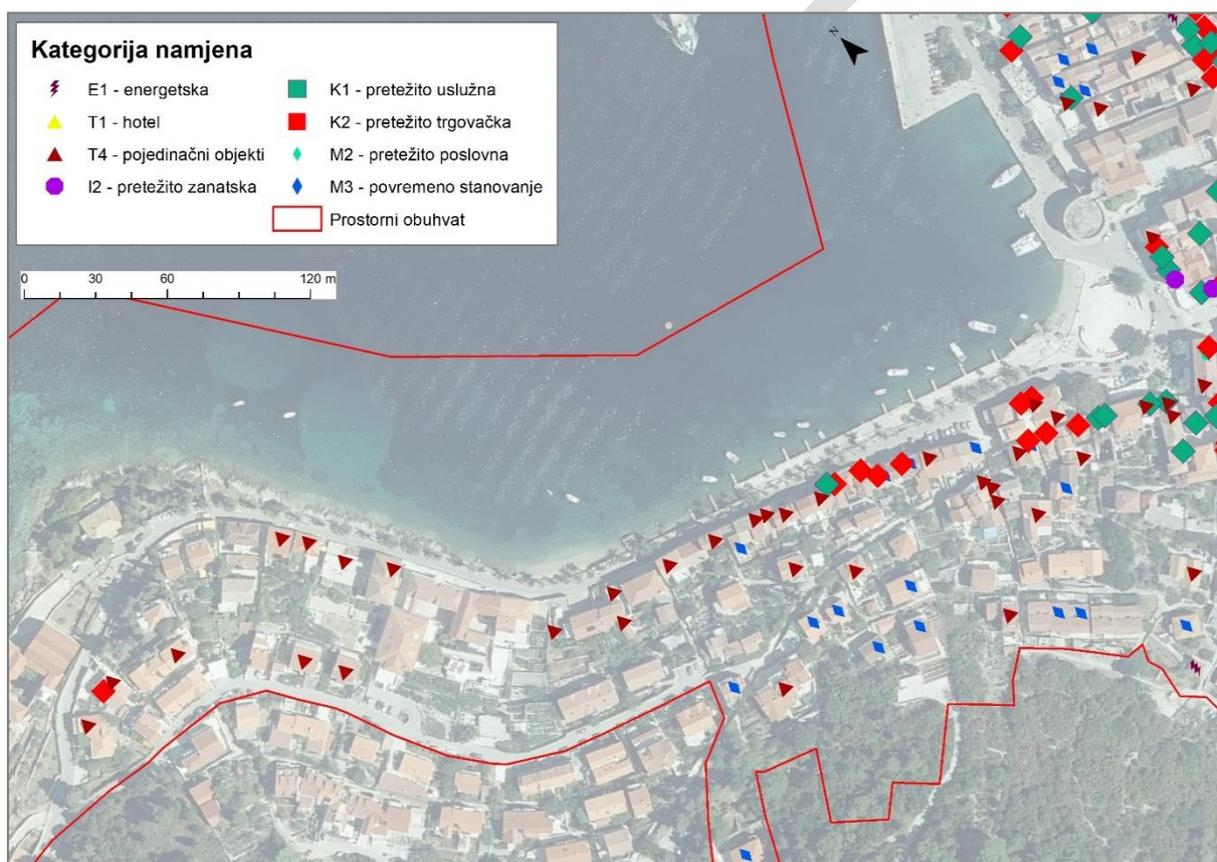 Kategorija namjena
E1 - energetska
T1 - hotel
T4 - pojedinačni objekti
I2 - pretežito zanatska
K1 - pretežito uslužna
K2 - pretežito trgovačka
M2 - pretežito poslovna
M3 - povremeno stanovanje
Prostorni obuhvat
N
0 30 60 120 m